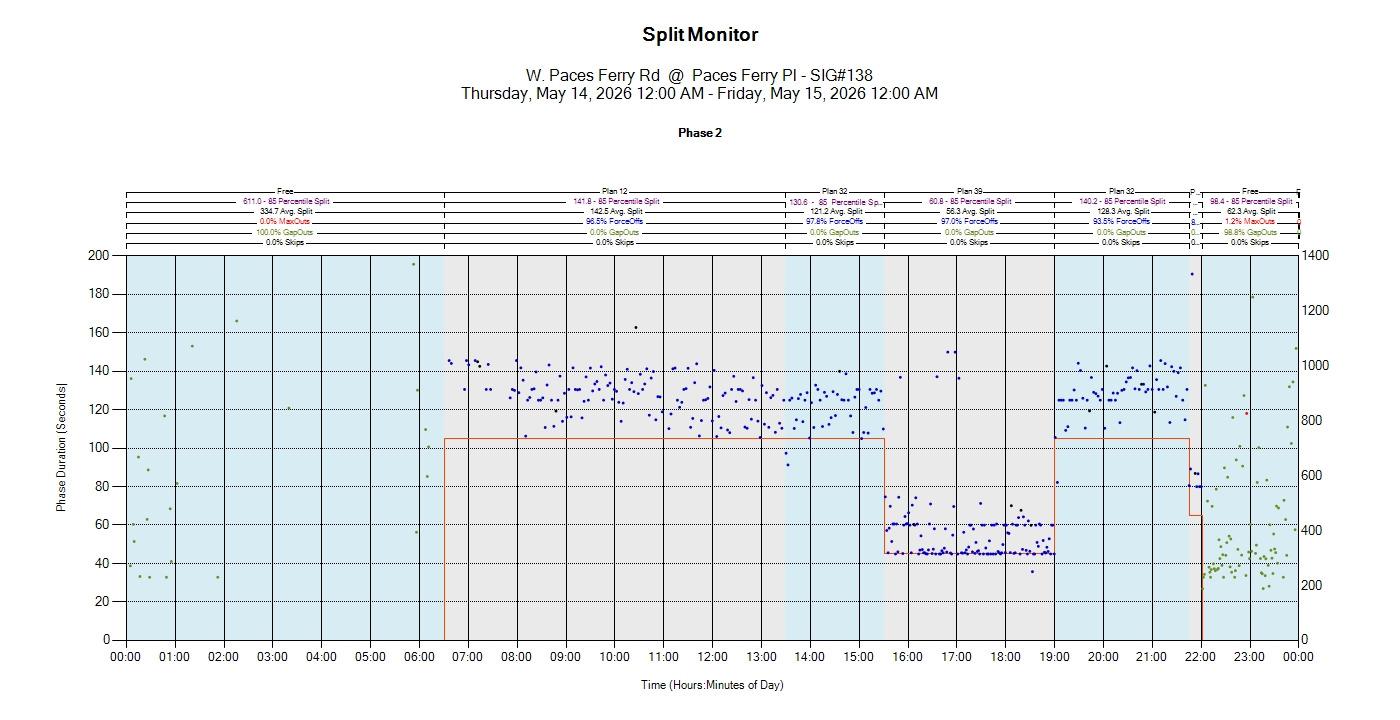 Split Monitor
W. Paces Ferry Rd @ Paces Ferry Pl - SIG#138
Thursday, May 14, 2026 12:00 AM - Friday, May 15, 2026 12:00 AM
Phase 2
Free Plan 12 Plan 32 Plan 39 Plan 32 P... Free F
611.0 - 85 Percentile Split 141.8 - 85 Percentile Split 130.6 - 85 Percentile Sp... 60.8 - 85 Percentile Split 140.2 - 85 Percentile Split 98.4 - 85 Percentile Split
334.7 Avg. Split 142.5 Avg. Split 121.2 Avg. Split 56.3 Avg. Split 128.3 Avg. Split 62.3 Avg. Split
0.0% MaxOuts 96.5% ForceOffs 97.8% ForceOffs 97.0% ForceOffs 93.5% ForceOffs 8... 1.2% MaxOuts
100.0% GapOuts 0.0% GapOuts 0.0% GapOuts 0.0% GapOuts 0.0% GapOuts 0... 98.8% GapOuts
0.0% Skips 0.0% Skips 0.0% Skips 0.0% Skips 0.0% Skips 0... 0.0% Skips
200 1400
180
1200
160
140 1000
120
800
100
Phase Duration [Seconds]
80 600
60
400
40
200
20
0 0
00:00 01:00 02:00 03:00 04:00 05:00 06:00 07:00 08:00 09:00 10:00 11:00 12:00 13:00 14:00 15:00 16:00 17:00 18:00 19:00 20:00 21:00 22:00 23:00 00:00
Time (Hours:Minutes of Day)